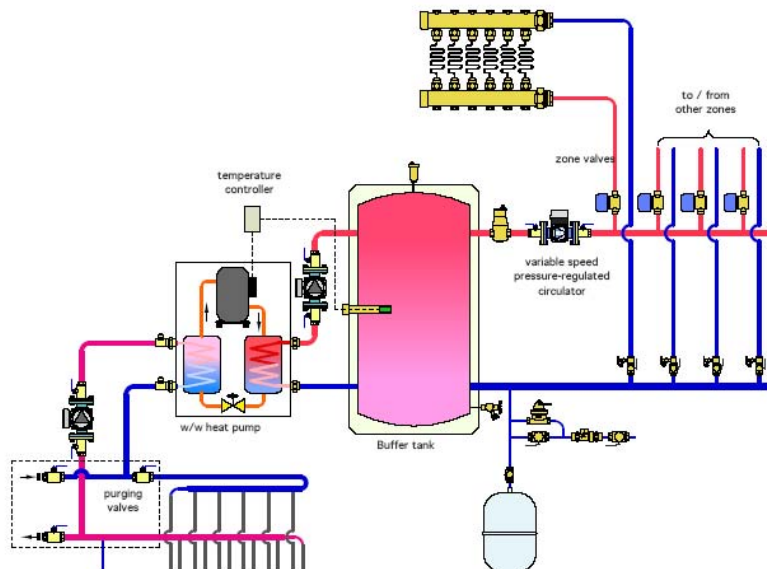 to / from
other zones
zone valves
temperature
controller
variable speed
pressure-regulated
circulator
w/w heat pump
Buffer tank
purging
valves